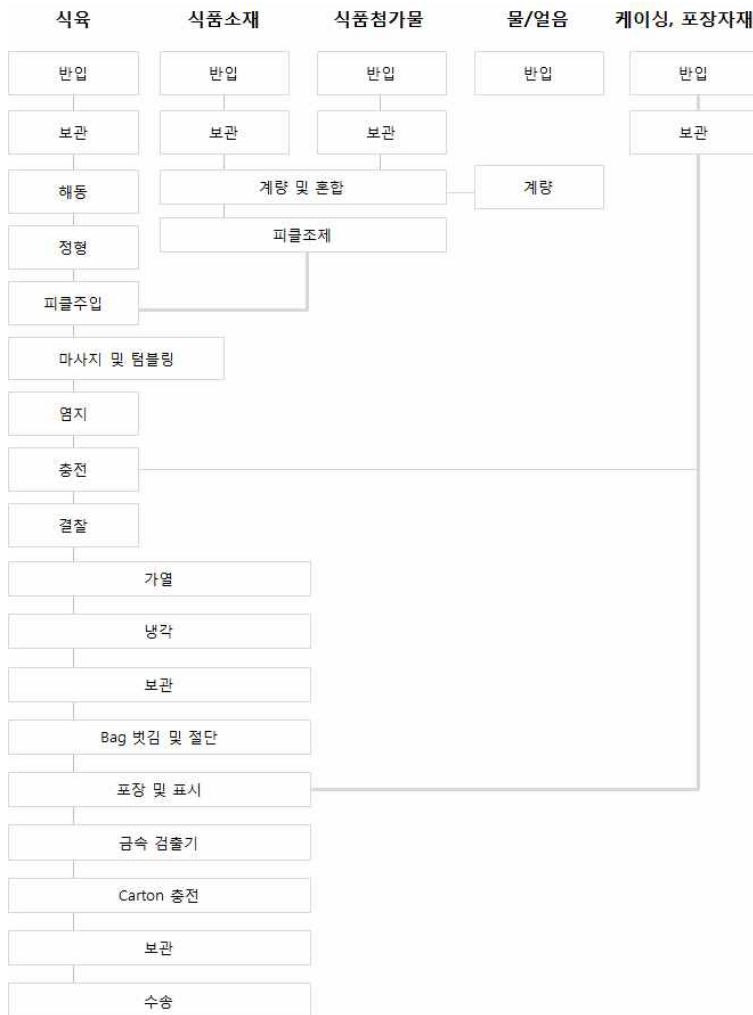 식육 식품소재 식품첨가물 물/얼음 케이싱, 포장자재
반입 반입 반입 반입 반입
보관 보관 보관 보관
해동 계량 및 혼합 계량
정형 피클조제
피클주입
마사지 및 텀블링
염지
충전
결찰
가열
냉각
보관
Bag 벗김 및 절단
포장 및 표시
금속 검출기
Carton 충전
보관
수송